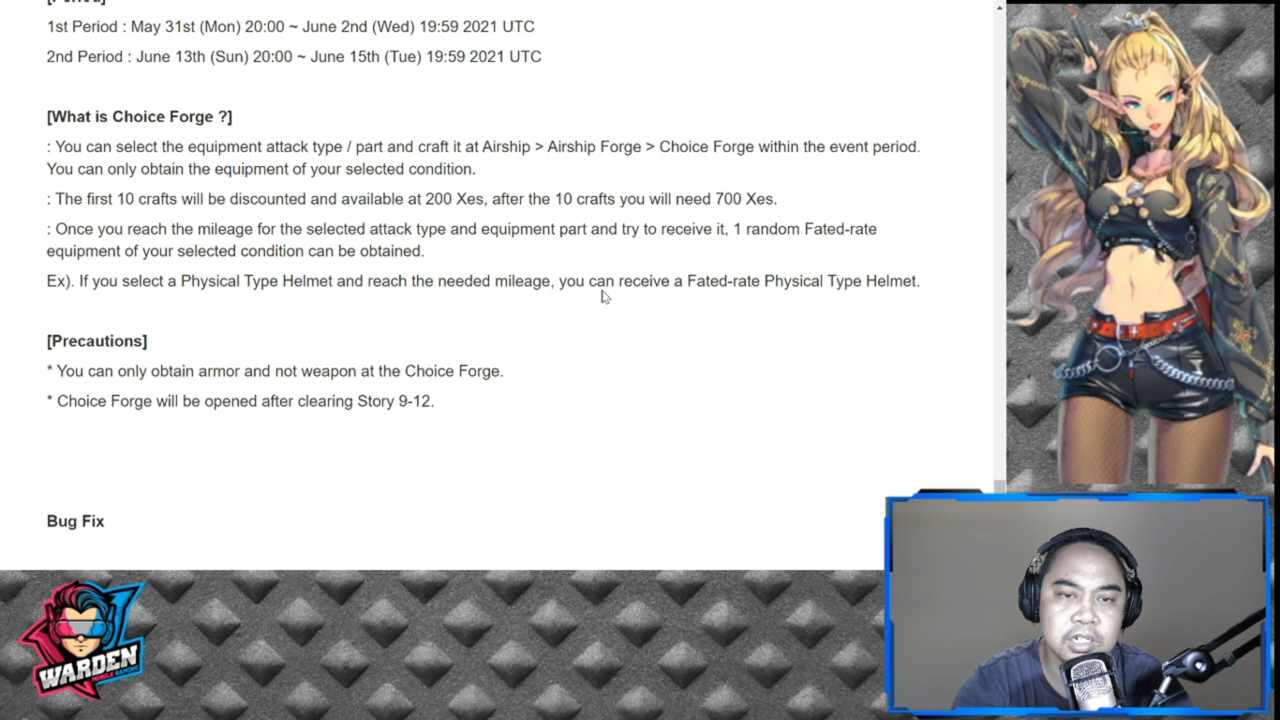 1st Period : May 31st (Mon) 20:00 ~ June 2nd (Wed) 19:59 2021 UTC
2nd Period : June 13th (Sun) 20:00 ~ June 15th (Tue) 19:59 2021 UTC
[What is Choice Forge ?]
: You can select the equipment attack type / part and craft it at Airship > Airship Forge > Choice Forge within the event period.
You can only obtain the equipment of your selected condition.
: The first 10 crafts will be discounted and available at 200 Xes, after the 10 crafts you will need 700 Xes.
: Once you reach the mileage for the selected attack type and equipment part and try to receive it, 1 random Fated-rate
equipment of your selected condition can be obtained.
Ex). If you select a Physical Type Helmet and reach the needed mileage, you can receive a Fated-rate Physical Type Helmet.
[Precautions]
* You can only obtain armor and not weapon at the Choice Forge.
* Choice Forge will be opened after clearing Story 9-12.
Bug Fix
WARDEN
MOBILE GAMING